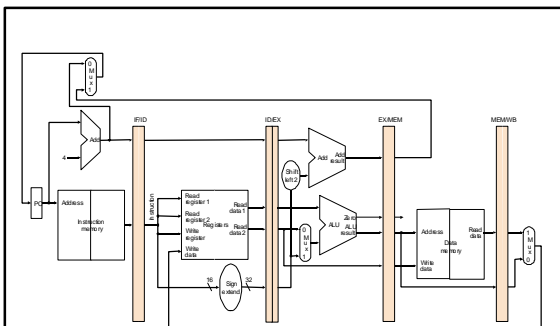 0
M
u
x
1
IF/ID
ID/EX
EX/MEM
MEM/WB
Add
4
Add
Add
result
Shift
left 2
PC
Address
Instruction
memory
Instruction
Read
register 1
Read
register 2
Registers
Write
register
Write
data
Read
data 1
Read
data 2
0
M
u
x
1
ALU
Zero
ALU
result
Address
Data
memory
Write
data
Read
data
1
M
u
x
0
16
Sign
extend
32